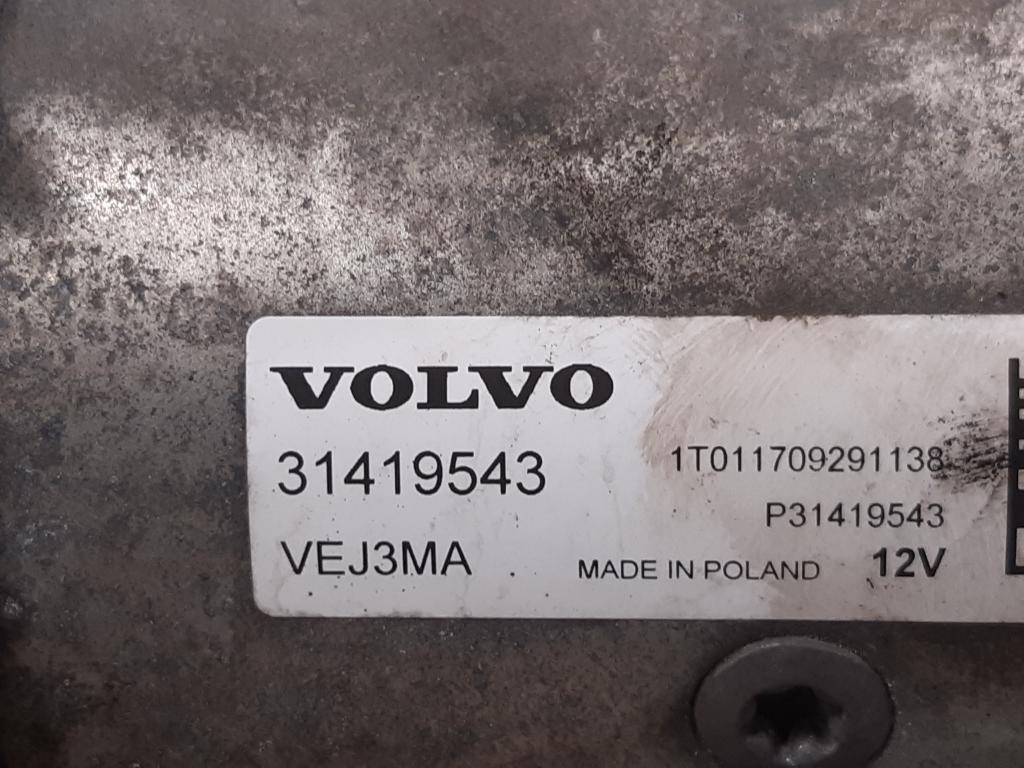 VOLVO
31419543
1T011709291138
P31419543
VEJ3MA
MADE IN POLAND 12V